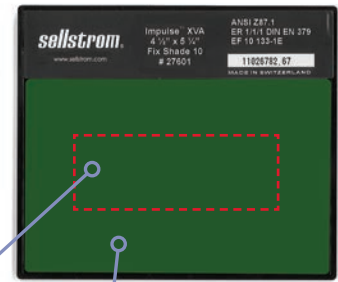 sellstrom®
www.sellstrom.com
Impulse™ XVA
4 ½" x 5 ¼"
Fix Shade 10
# 27601
ANSI Z87.1
ER 1/1/1 DIN EN 379
EF 10 133-1E
11026782, 67
MADE IN SWITZERLAND